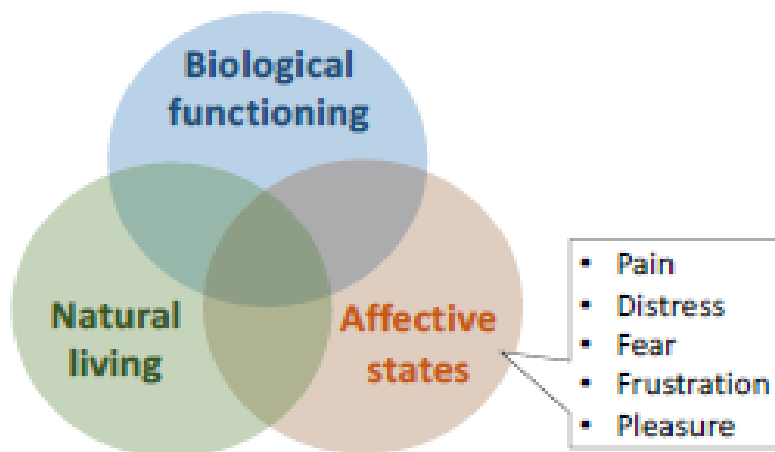 Biological
functioning
Natural
living
Affective
states
• Pain
• Distress
• Fear
• Frustration
• Pleasure